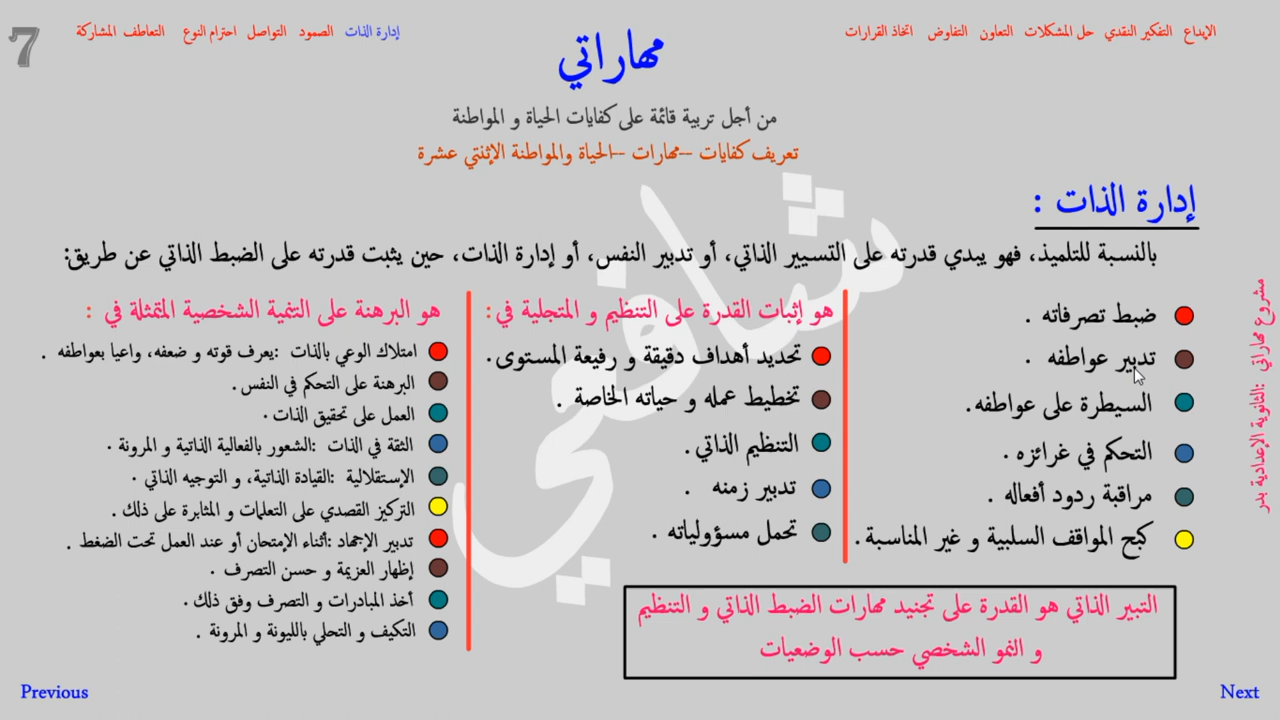 الإبداع التفكير النقدي حل المشكلات التعاون التفاوض اتخاذ القرارات
إدارة الذات الصمود التواصل احترام النوع التعاطف المشاركة
7
مهاراتي
من أجل تربية قائمة على كفايات الحياة و المواطنة
تعريف كفايات –مهارات –الحياة والمواطنة الإثنتي عشرة
إدارة الذات :
بالنسبة للتلميذ، فهو يبدي قدرته على التسيير الذاتي، أو تدبير النفس، أو إدارة الذات، حين يثبت قدرته على الضبط الذاتي عن طريق:
ضبط تصرفاته .
تدبير عواطفه .
السيطرة على عواطفه.
التحكم في غرائزه .
مراقبة ردود أفعاله .
كبح المواقف السلبية و غير المناسبة .
هو إثبات القدرة على التنظيم و المتجلية في :
تحديد أهداف دقيقة و رفيعة المستوى .
تخطيط عمله و حياته الخاصة .
التنظيم الذاتي .
تدبير زمنه .
تحمل مسؤولياته .
هو البرهنة على التنمية الشخصية المتمثلة في :
امتلاك الوعي بالذات :يعرف قوته و ضعفه، واعيا بعواطفه .
البرهنة على التحكم في النفس .
العمل على تحقيق الذات .
الثقة في الذات :الشعور بالفعالية الذاتية و المرونة .
الإستقلالية :القيادة الذاتية، و التوجيه الذاتي .
التركيز القصدي على التعلمات و المثابرة على ذلك .
تدبير الإجهاد :أثناء الإمتحان أو عند العمل تحت الضغط .
إظهار العزيمة و حسن التصرف .
أخذ المبادرات و التصرف وفق ذلك .
التكيف و التحلي بالليونة و المرونة .
التبير الذاتي هو القدرة على تجنيد مهارات الضبط الذاتي و التنظيم
و النمو الشخصي حسب الوضعيات
مشروع مهاراتي :الثانوية الإعدادية بدر
شافعي
Previous
Next